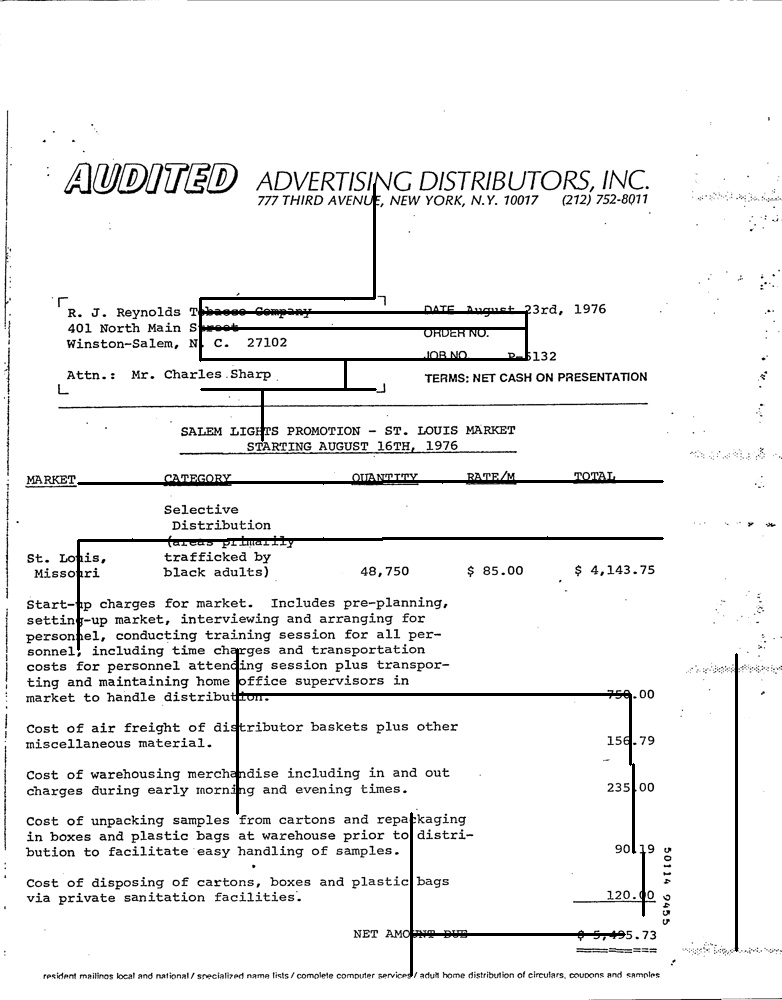 AUDITED ADVERTISING DISTRIBUTORS, INC.
777 THIRD AVENUE, NEW YORK, N.Y. 10017 (212) 752-8011
R. J. Reynolds Tobacco Company DATE August 23rd, 1976
401 North Main Street ORDER NO.
Winston-Salem, N. C. 27102 JOB NO. P-5132
Attn.: Mr. Charles Sharp TERMS: NET CASH ON PRESENTATION
SALEM LIGHTS PROMOTION - ST. LOUIS MARKET
STARTING AUGUST 16TH, 1976
MARKET CATEGORY QUANTITY RATE/M TOTAL
Selective
Distribution
(areas primarily
St. Louis, trafficked by
Missouri black adults) 48,750 $ 85.00 $ 4,143.75
Start-up charges for market. Includes pre-planning,
setting-up market, interviewing and arranging for
personnel, conducting training session for all per-
sonnel, including time charges and transportation
costs for personnel attending session plus transpor-
ting and maintaining home office supervisors in
market to handle distribution. 750.00
Cost of air freight of distributor baskets plus other
miscellaneous material. 156.79
Cost of warehousing merchandise including in and out
charges during early morning and evening times. 235.00
Cost of unpacking samples from cartons and repackaging
in boxes and plastic bags at warehouse prior to distri-
bution to facilitate easy handling of samples. 90.19
Cost of disposing of cartons, boxes and plastic bags
via private sanitation facilities. 120.00
NET AMOUNT DUE $ 5,495.73
50114 9455
resident mailings local and national / specialized name lists / complete computer services / adult home distribution of circulars, coupons and samples